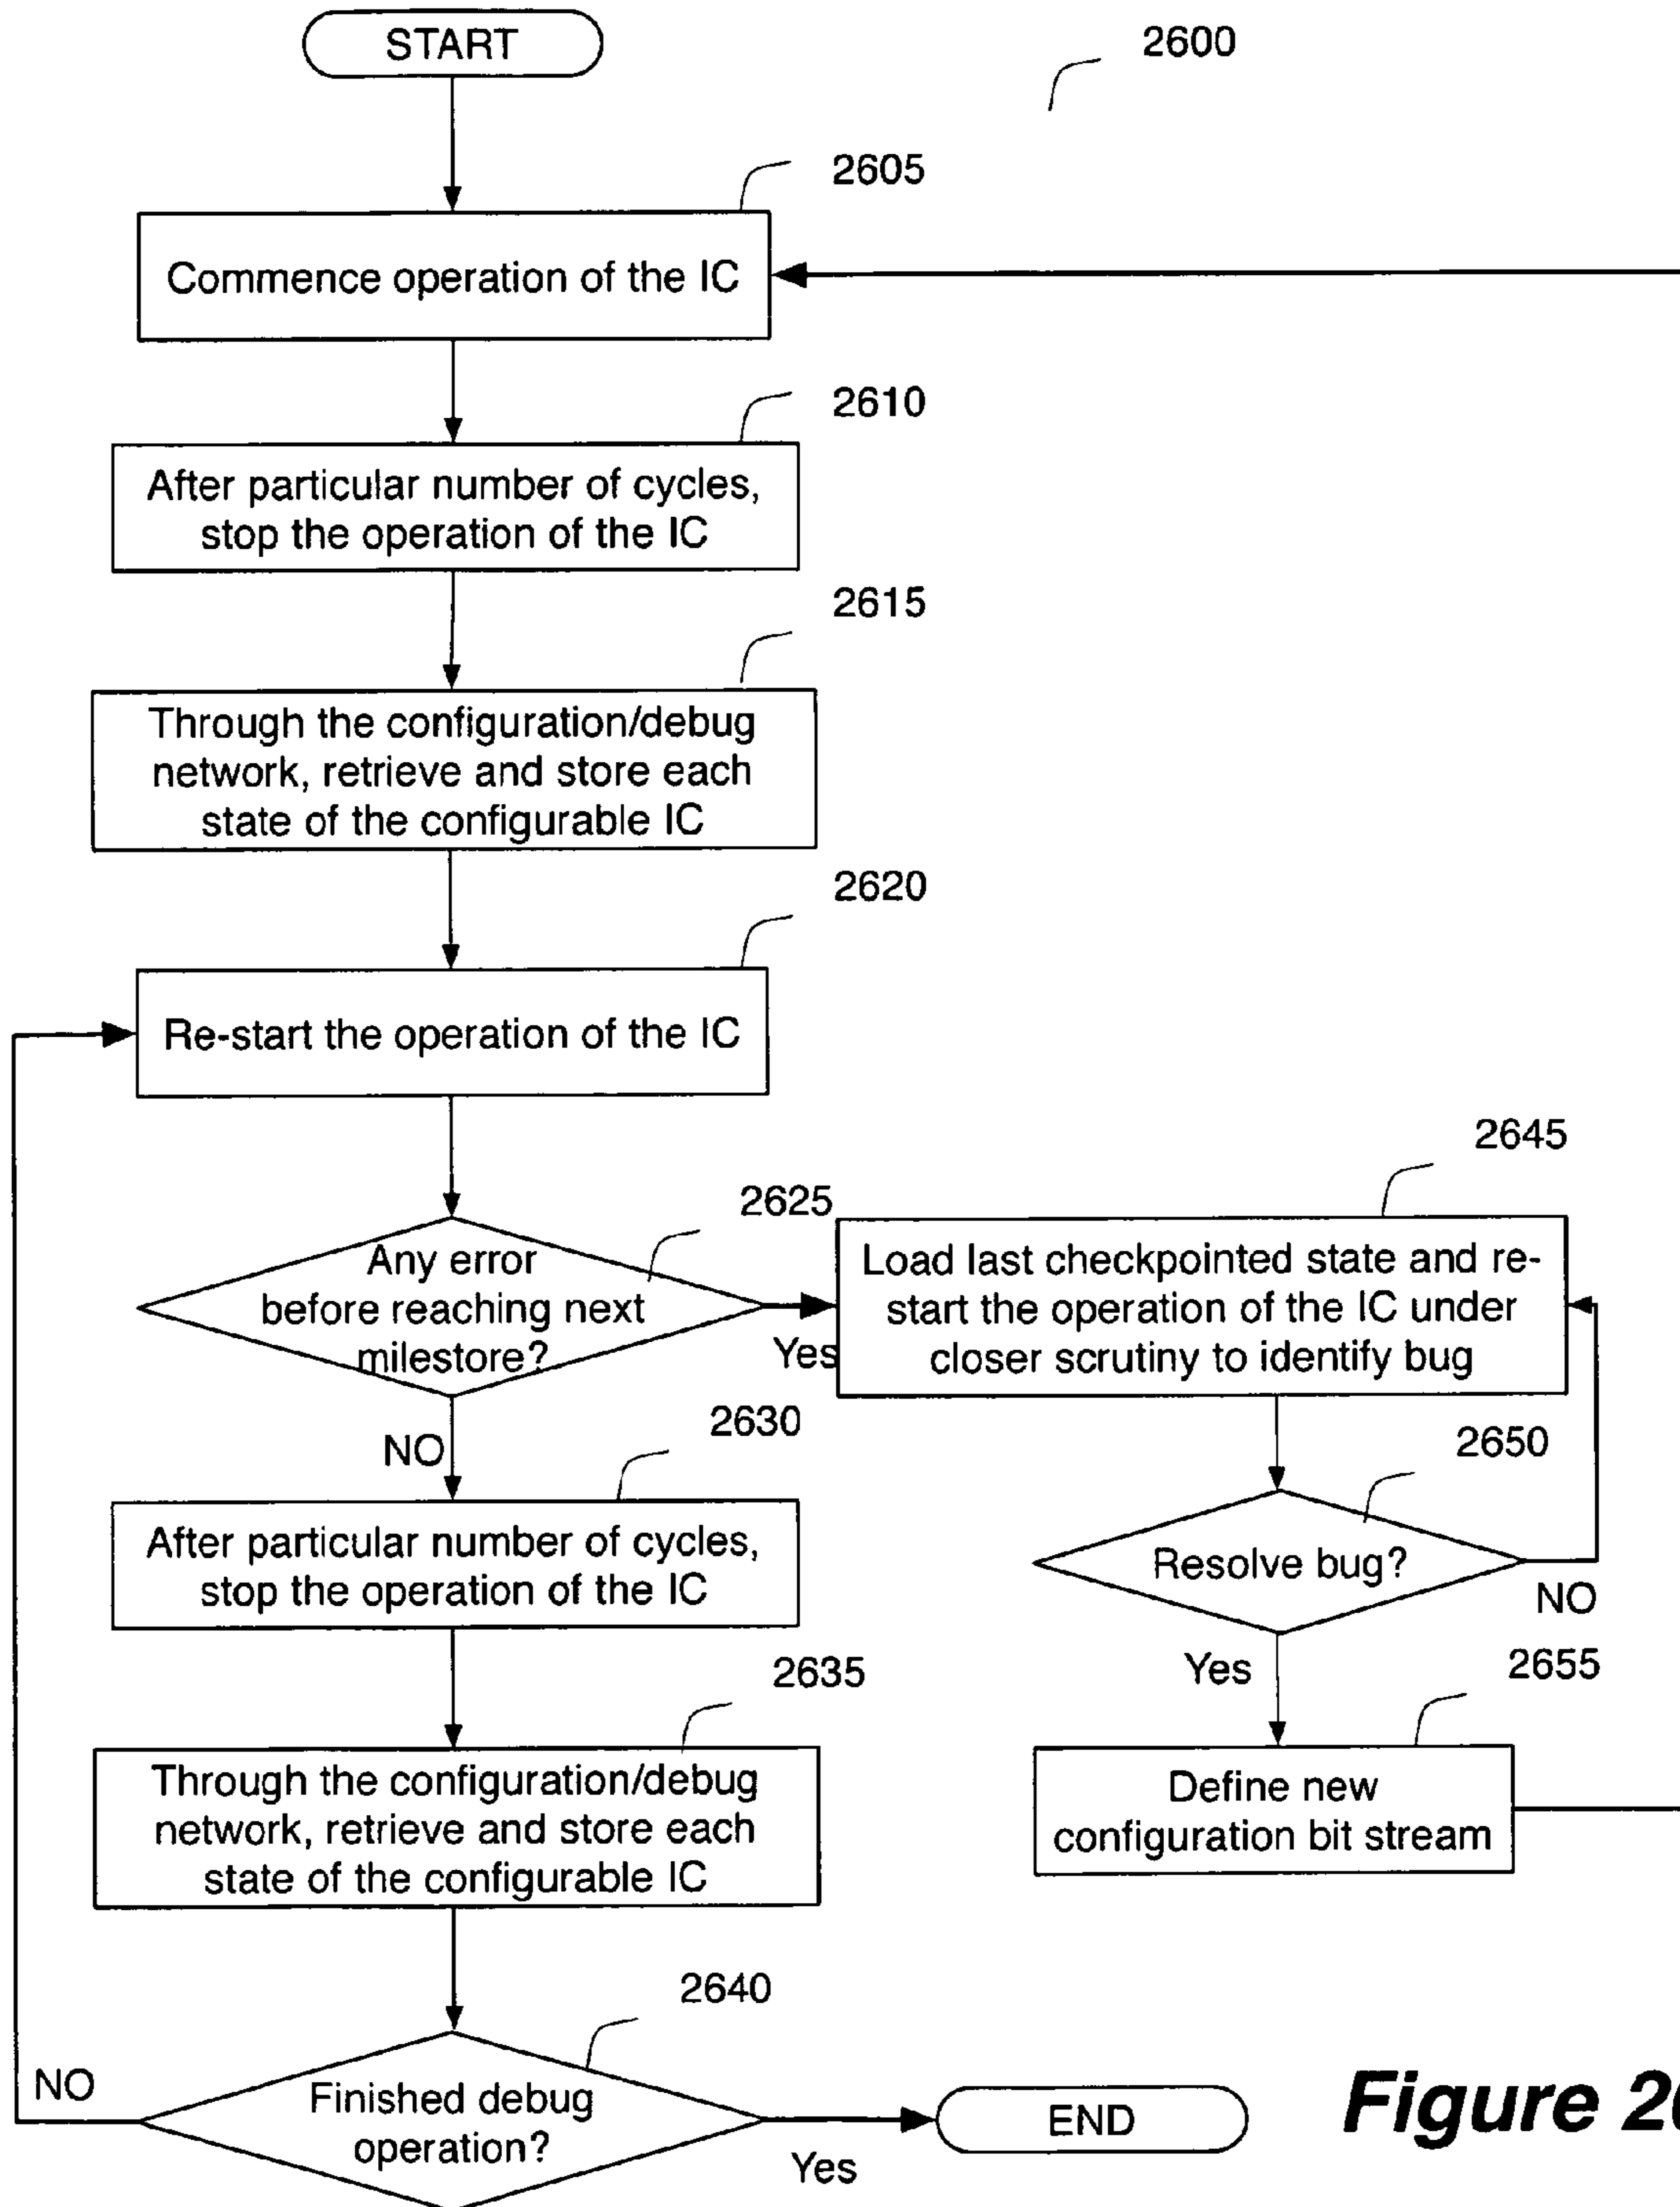 START
2600
2605
Commence operation of the IC
2610
After particular number of cycles,
stop the operation of the IC
2615
Through the configuration/debug
network, retrieve and store each
state of the configurable IC
2620
Re-start the operation of the IC
2625
Any error
before reaching next
milestore?
Yes
NO
2645
Load last checkpointed state and re-
start the operation of the IC under
closer scrutiny to identify bug
2650
Resolve bug?
NO
Yes
2655
Define new
configuration bit stream
2630
After particular number of cycles,
stop the operation of the IC
2635
Through the configuration/debug
network, retrieve and store each
state of the configurable IC
2640
Finished debug
operation?
NO
Yes
END
Figure 26